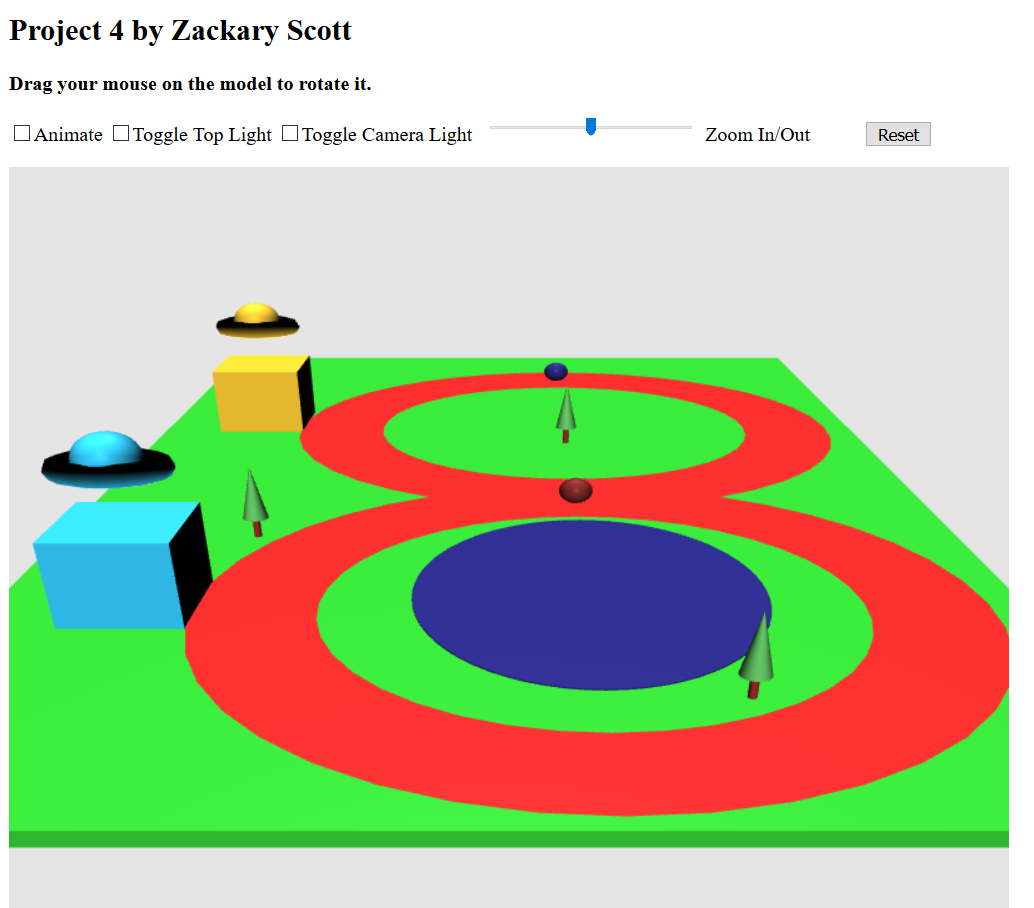 Project 4 by Zackary Scott
Drag your mouse on the model to rotate it.
Animate Toggle Top Light Toggle Camera Light Zoom In/Out Reset